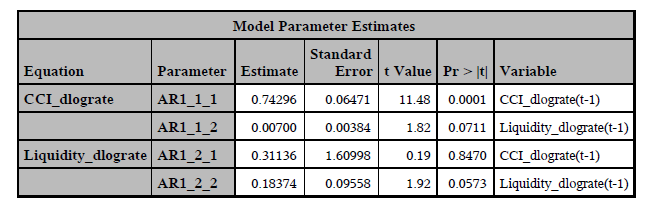 Model Parameter Estimates
Equation Parameter Estimate Standard Error t Value Pr > |t| Variable
CCI_dlograte AR1_1_1 0.74296 0.06471 11.48 0.0001 CCI_dlograte(t-1)
AR1_1_2 0.00700 0.00384 1.82 0.0711 Liquidity_dlograte(t-1)
Liquidity_dlograte AR1_2_1 0.31136 1.60998 0.19 0.8470 CCI_dlograte(t-1)
AR1_2_2 0.18374 0.09558 1.92 0.0573 Liquidity_dlograte(t-1)